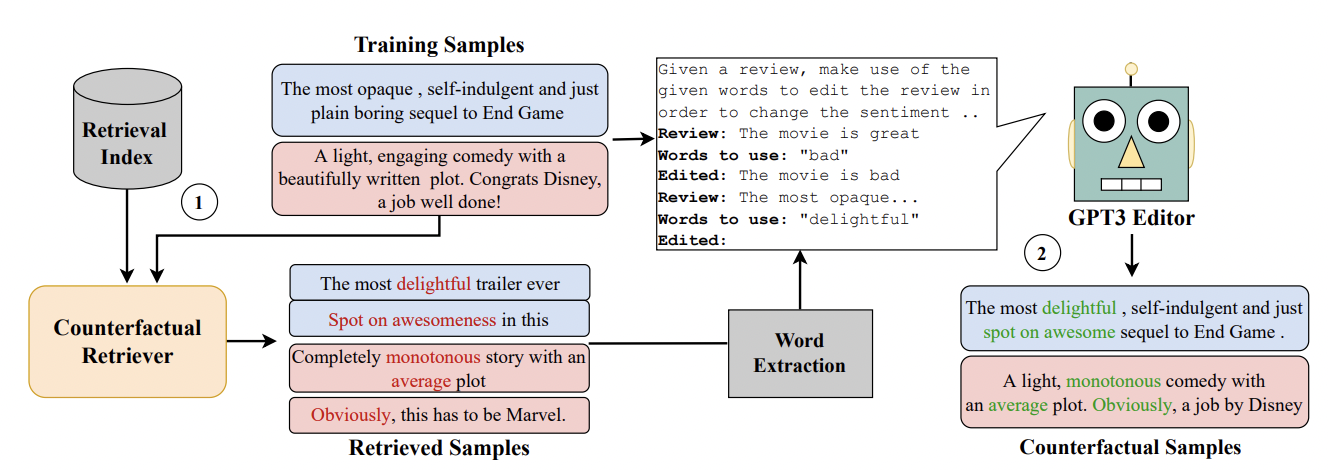 Training Samples
Retrieval
Index
The most opaque , self-indulgent and just
plain boring sequel to End Game
A light, engaging comedy with a
beautifully written plot. Congrats Disney,
a job well done!
1
Counterfactual
Retriever
The most delightful trailer ever
Spot on awesomeness in this
Completely monotonous story with an
average plot
Obviously, this has to be Marvel.
Retrieved Samples
Given a review, make use of the
given words to edit the review in
order to change the sentiment ..
Review: The movie is great
Words to use: "bad"
Edited: The movie is bad
Review: The most opaque...
Words to use: "delightful"
Edited:
Word
Extraction
GPT3 Editor
2
The most delightful , self-indulgent and just
spot on awesome sequel to End Game .
A light, monotonous comedy with
an average plot. Obviously, a job by Disney
Counterfactual Samples